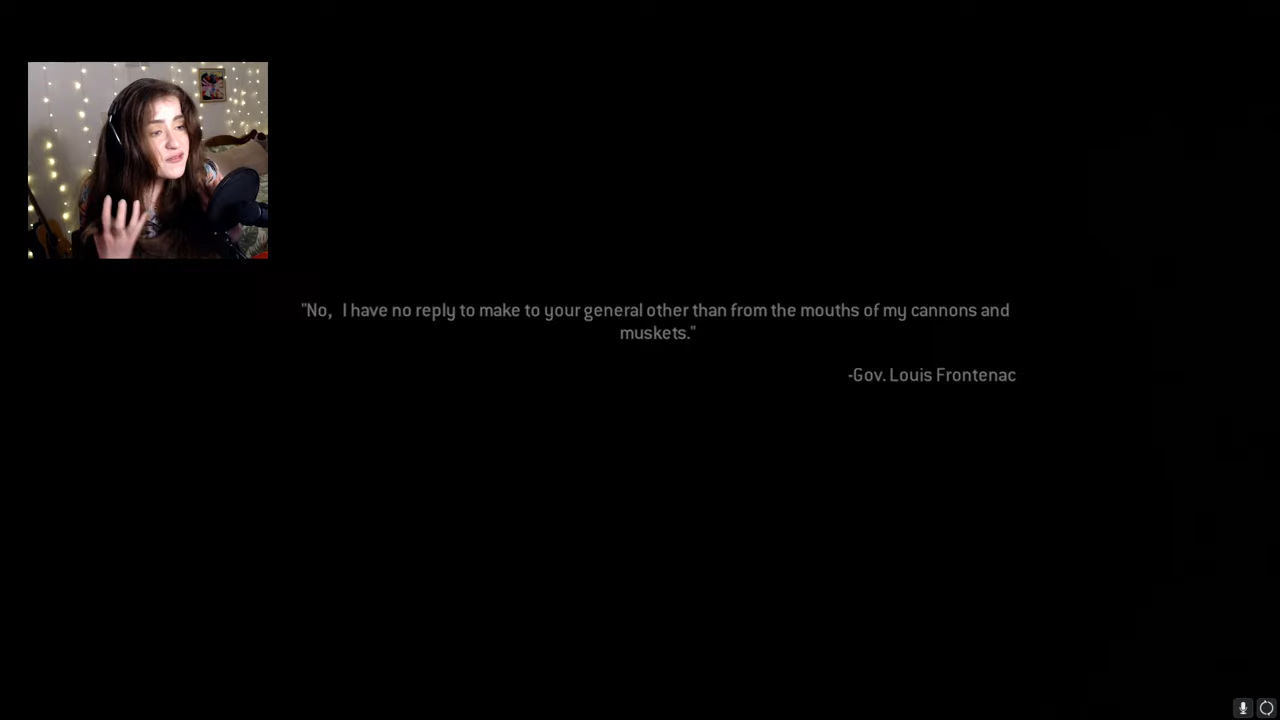 "No, I have no reply to make to your general other than from the mouths of my cannons and
muskets."
-Gov. Louis Frontenac